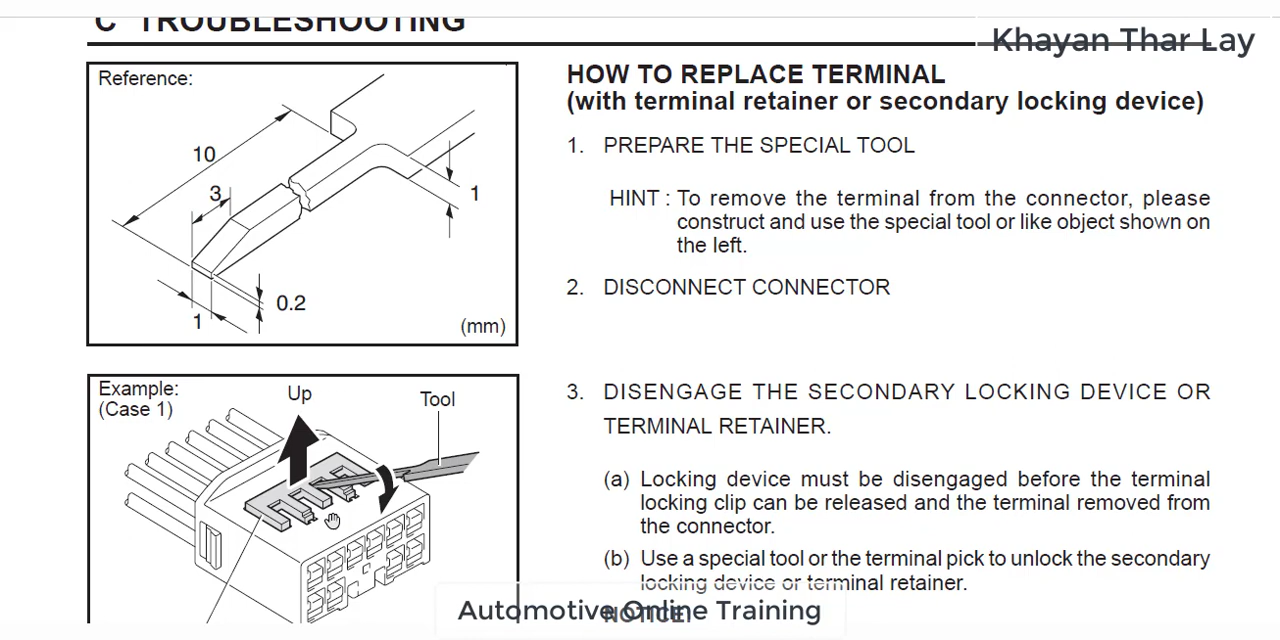 C TROUBLESHOOTING
Khayan Thar Lay
Reference:
10
3
1
0.2
1
(mm)
HOW TO REPLACE TERMINAL
(with terminal retainer or secondary locking device)
1. PREPARE THE SPECIAL TOOL
HINT : To remove the terminal from the connector, please
construct and use the special tool or like object shown on
the left.
2. DISCONNECT CONNECTOR
Example:
(Case 1)
Up
Tool
3. DISENGAGE THE SECONDARY LOCKING DEVICE OR
TERMINAL RETAINER.
(a) Locking device must be disengaged before the terminal
locking clip can be released and the terminal removed from
the connector.
(b) Use a special tool or the terminal pick to unlock the secondary
locking device or terminal retainer.
NOTICE:
Automotive Online Training